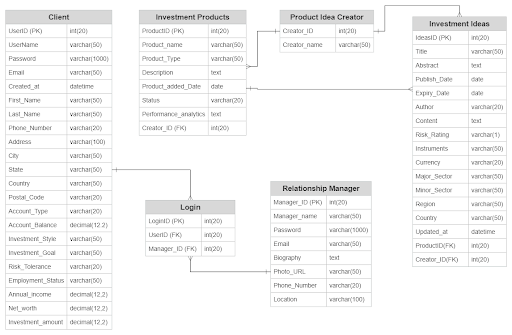 Client
UserID (PK) int(20)
UserName varchar(50)
Password varchar(1000)
Email varchar(50)
Created_at datetime
First_Name varchar(50)
Last_Name varchar(50)
Phone_Number varchar(20)
Address varchar(100)
City varchar(50)
State varchar(50)
Country varchar(50)
Postal_Code varchar(20)
Account_Type varchar(20)
Account_Balance decimal(12,2)
Investment_Style varchar(50)
Investment_Goal varchar(50)
Risk_Tolerance varchar(20)
Employment_Status varchar(50)
Annual_income decimal(12,2)
Net_worth decimal(12,2)
Investment_amount decimal(12,2)
Investment Products
ProductID (PK) int(20)
Product_name varchar(50)
Product_Type varchar(50)
Description text
Product_added_Date date
Status varchar(20)
Performance_analytics text
Creator_ID (FK) int(20)
Product Idea Creator
Creator_ID int(20)
Creator_name varchar(50)
Investment Ideas
IdeasID (PK) int(20)
Title varchar(50)
Abstract text
Publish_Date date
Expiry_Date date
Author varchar(20)
Content text
Risk_Rating varchar(1)
Instruments varchar(50)
Currency varchar(20)
Major_Sector varchar(50)
Minor_Sector varchar(50)
Region varchar(50)
Country varchar(50)
Updated_at datetime
ProductID(FK) int(20)
Creator_ID(FK) int(20)
Login
LoginID (PK) int(20)
UserID (FK) int(20)
Manager_ID (FK) int(20)
Relationship Manager
Manager_ID (PK) int(20)
Manager_name varchar(50)
Password varchar(1000)
Email varchar(50)
Biography text
Photo_URL varchar(50)
Phone_Number varchar(20)
Location varchar(100)